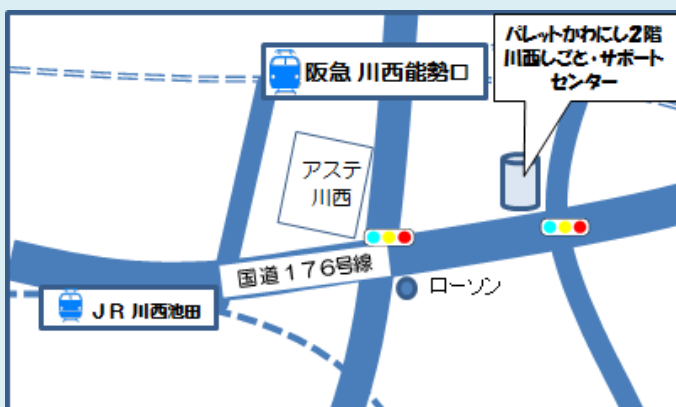 パレットかわにし2階
川西しごと・サポート
センター
阪急 川西能勢口
アステ
川西
国道176号線
ローソン
JR 川西池田